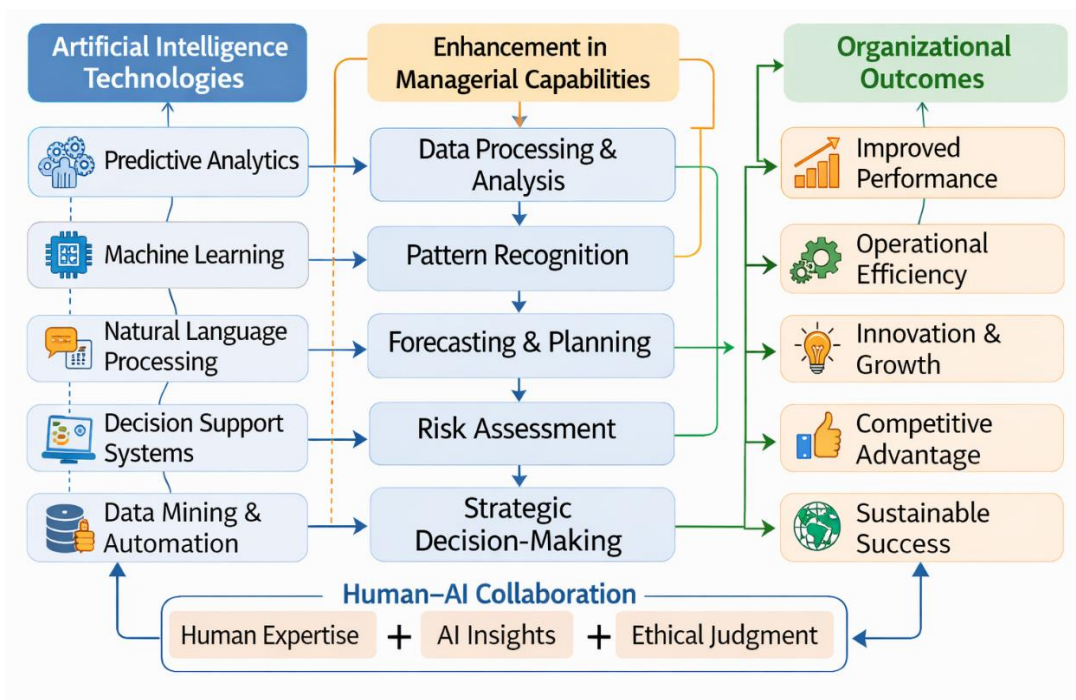 Artificial Intelligence
Technologies
Predictive Analytics
Machine Learning
Natural Language
Processing
Decision Support
Systems
Data Mining &
Automation
Enhancement in
Managerial Capabilities
Data Processing &
Analysis
Pattern Recognition
Forecasting & Planning
Risk Assessment
Strategic
Decision-Making
Organizational
Outcomes
Improved
Performance
Operational
Efficiency
Innovation &
Growth
Competitive
Advantage
Sustainable
Success
Human–AI Collaboration
Human Expertise + AI Insights + Ethical Judgment